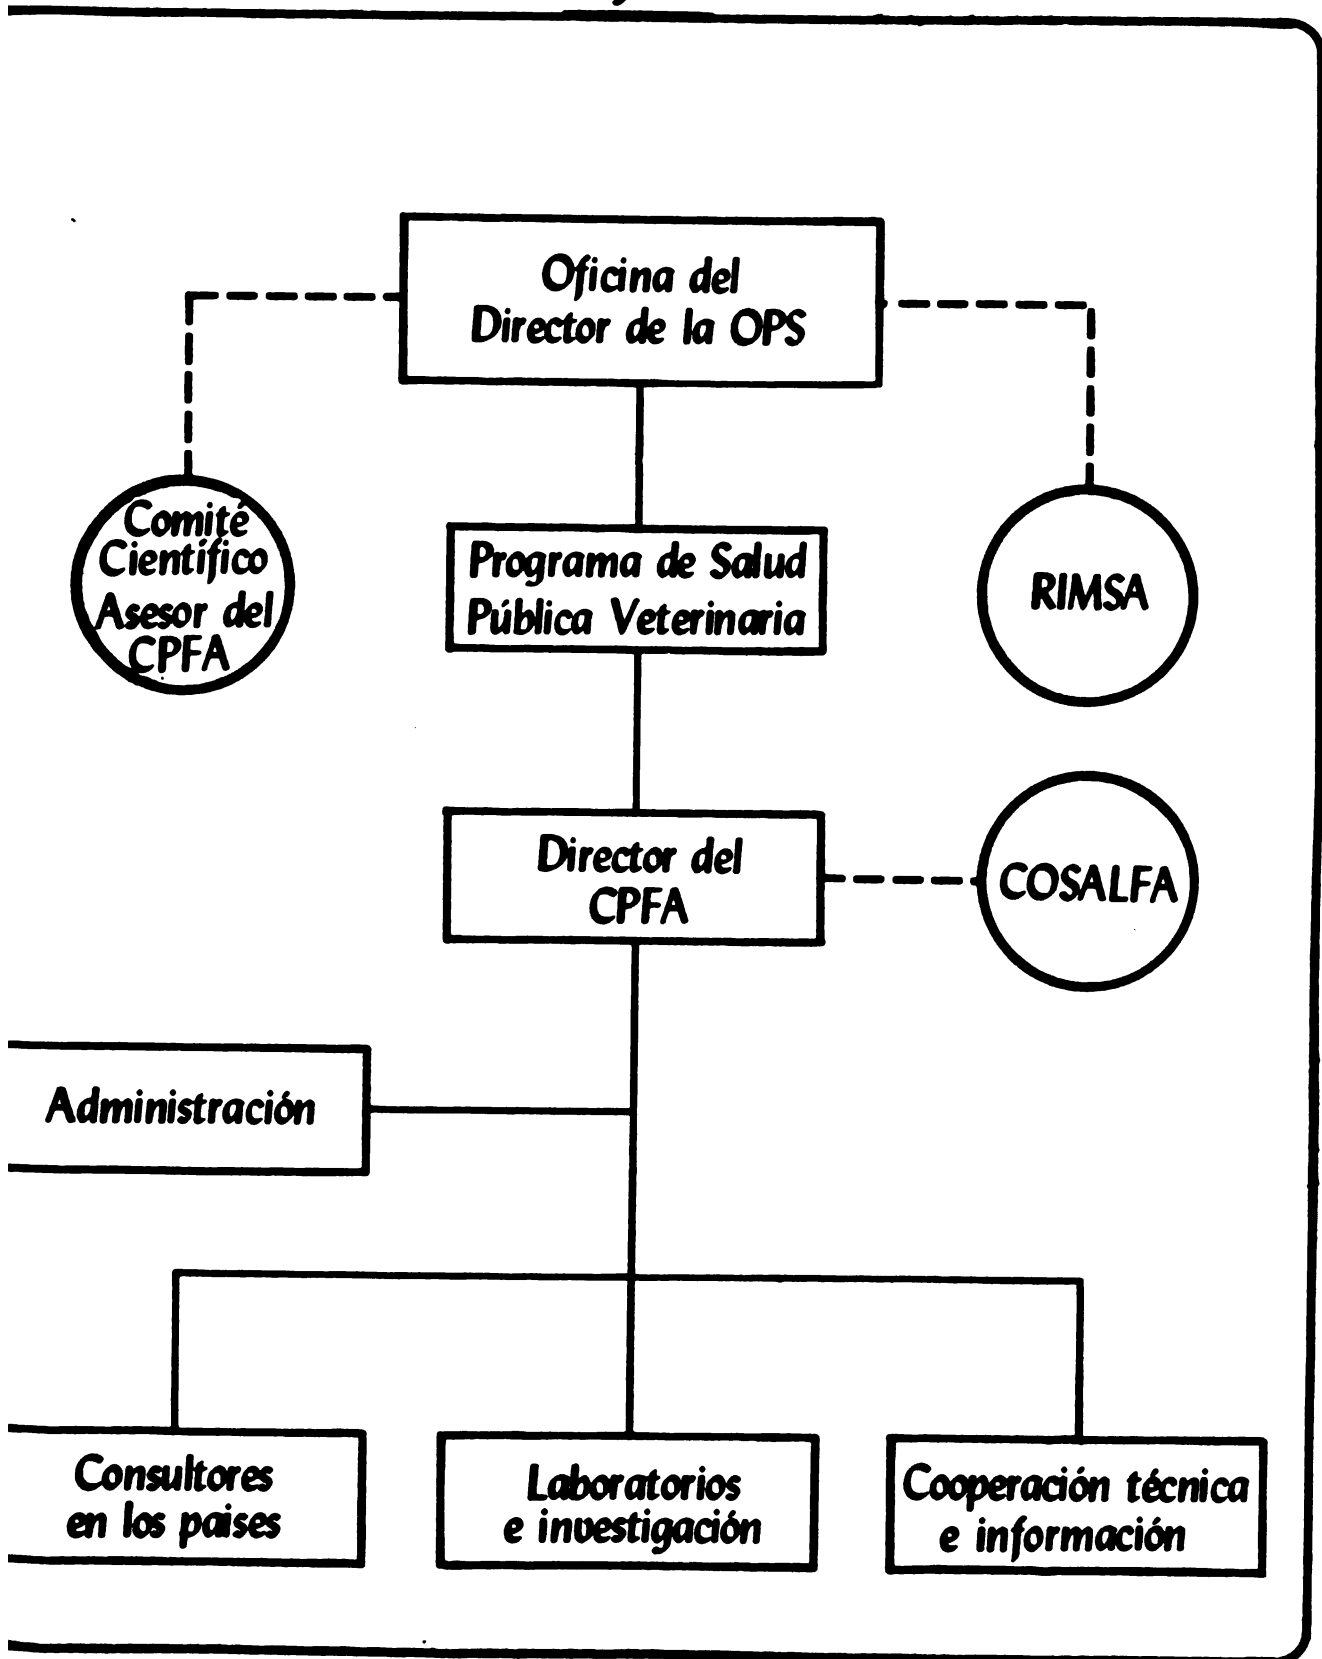 Oficina del
Director de la OPS
Comité
Científico
Asesor del
CPFA
Programa de Salud
Pública Veterinaria
RIMSA
Director del
CPFA
COSALFA
Administración
Consultores
en los paises
Laboratorios
e investigación
Cooperación técnica
e información